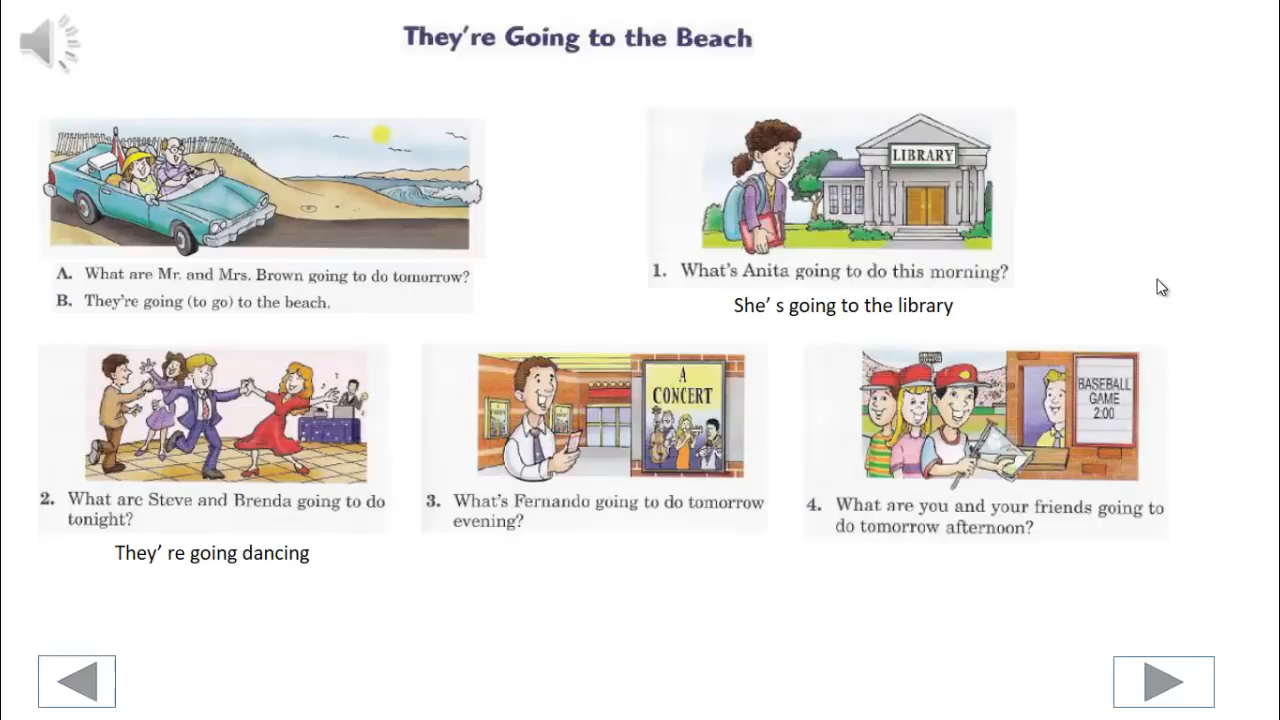 They're Going to the Beach
LIBRARY
A. What are Mr. and Mrs. Brown going to do tomorrow?
B. They're going (to go) to the beach.
1. What's Anita going to do this morning?
She’ s going to the library
A
CONCERT
BASEBALL
GAME
2:00
2. What are Steve and Brenda going to do
tonight?
They’ re going dancing
3. What's Fernando going to do tomorrow
evening?
4. What are you and your friends going to
do tomorrow afternoon?